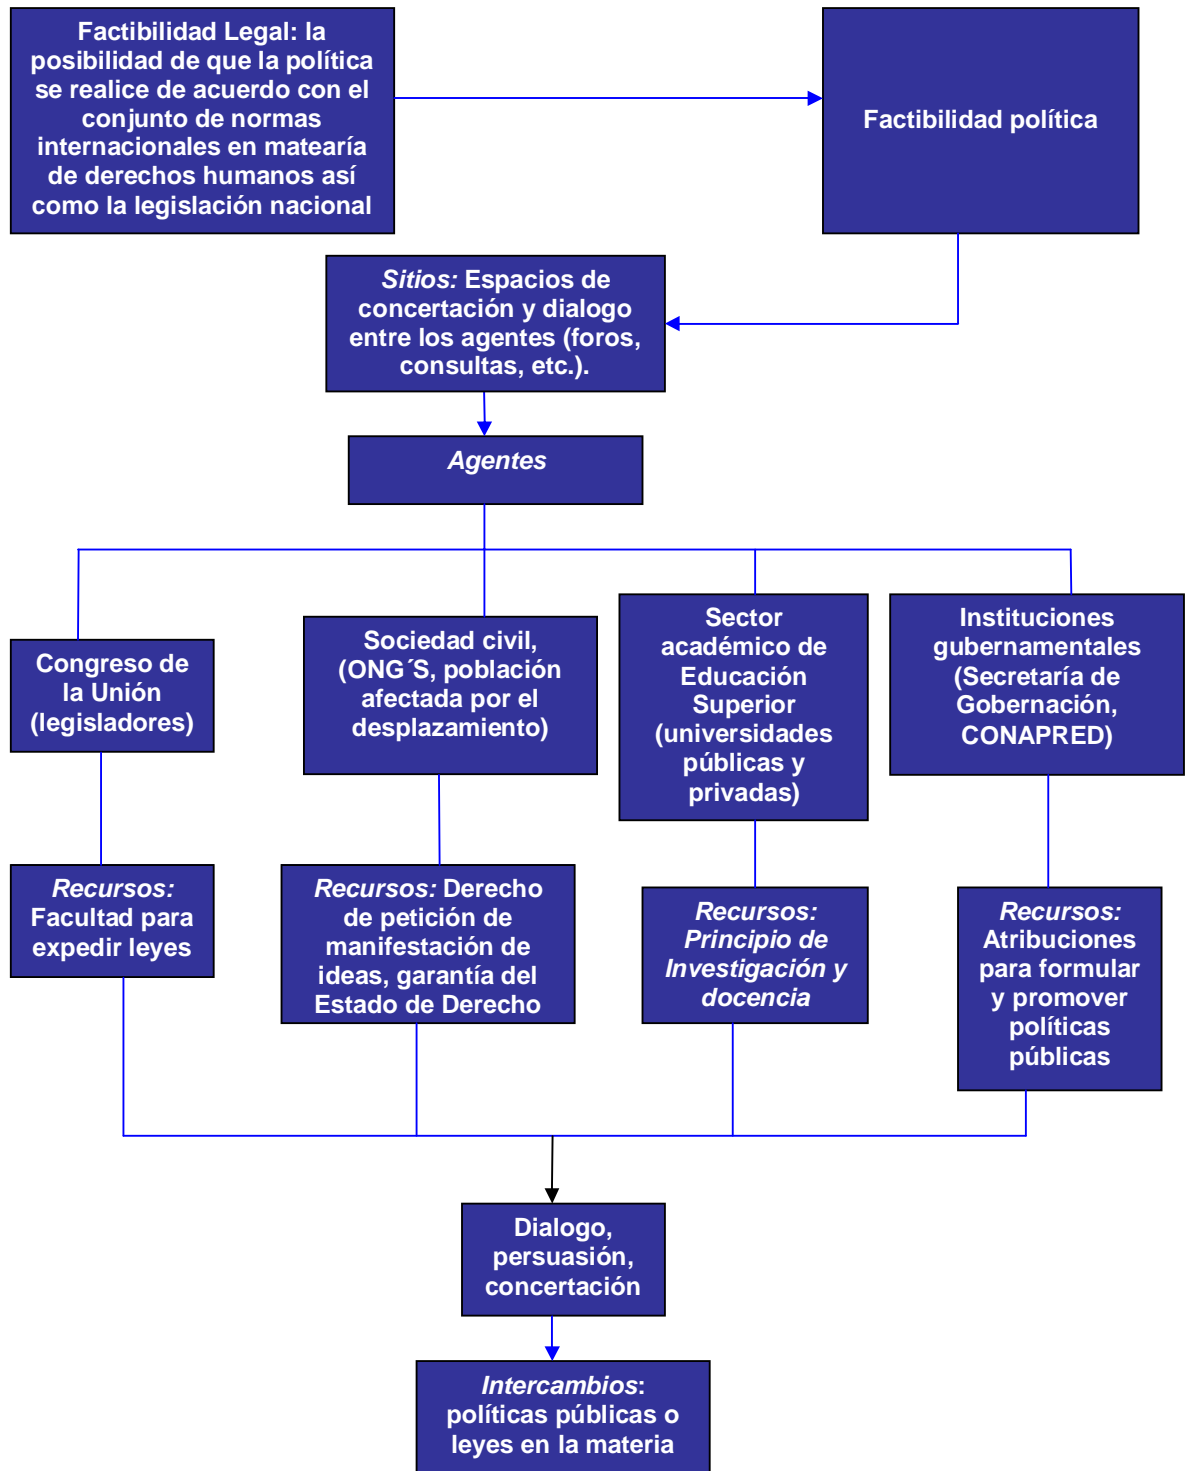 Factibilidad Legal: la
posibilidad de que la política
se realice de acuerdo con el
conjunto de normas
internacionales en matearía
de derechos humanos así
como la legislación nacional
Factibilidad política
Sitios: Espacios de
concertación y dialogo
entre los agentes (foros,
consultas, etc.).
Agentes
Congreso de
la Unión
(legisladores)
Sociedad civil,
(ONG´S, población
afectada por el
desplazamiento)
Sector
académico de
Educación
Superior
(universidades
públicas y
privadas)
Instituciones
gubernamentales
(Secretaría de
Gobernación,
CONAPRED)
Recursos:
Facultad para
expedir leyes
Recursos: Derecho
de petición de
manifestación de
ideas, garantía del
Estado de Derecho
Recursos:
Principio de
Investigación y
docencia
Recursos:
Atribuciones
para formular
y promover
políticas
públicas
Dialogo,
persuasión,
concertación
Intercambios:
políticas públicas o
leyes en la materia